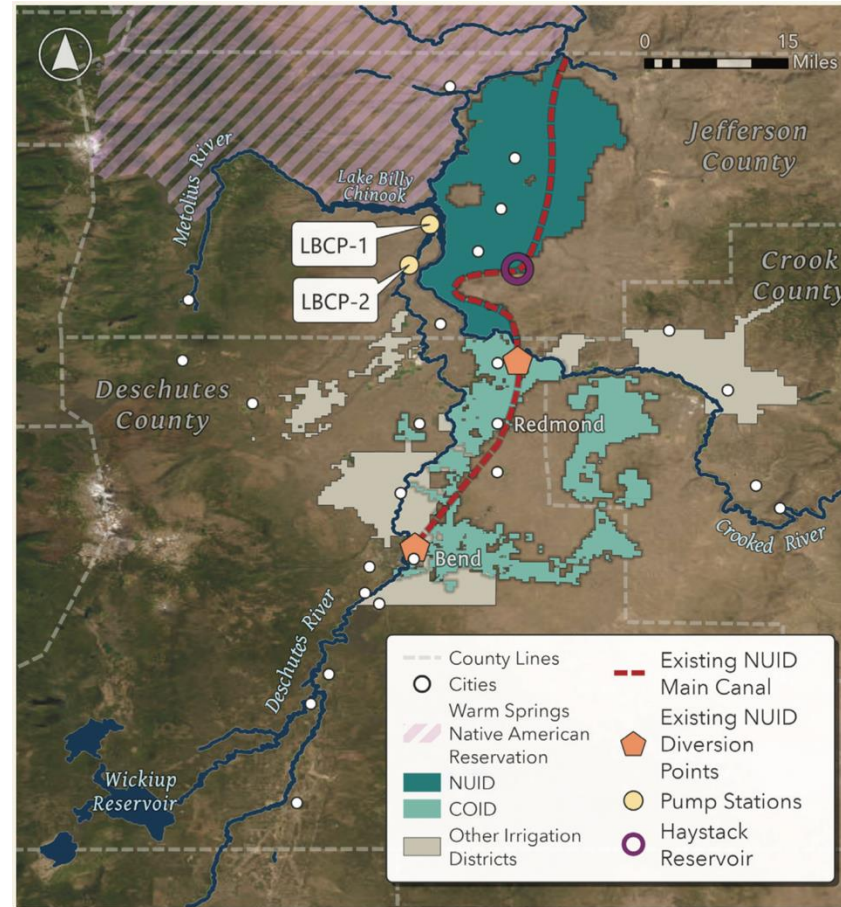 0 15
Miles
Jefferson
County
Metolius River
Lake Billy
Chinook
LBCP-1
LBCP-2
Crook
County
Deschutes
County
Redmond
Crooked River
Bend
Deschutes River
Wickiup
Reservoir
County Lines
Cities
Warm Springs
Native American
Reservation
NUID
COID
Other Irrigation
Districts
Existing NUID
Main Canal
Existing NUID
Diversion
Points
Pump Stations
Haystack
Reservoir